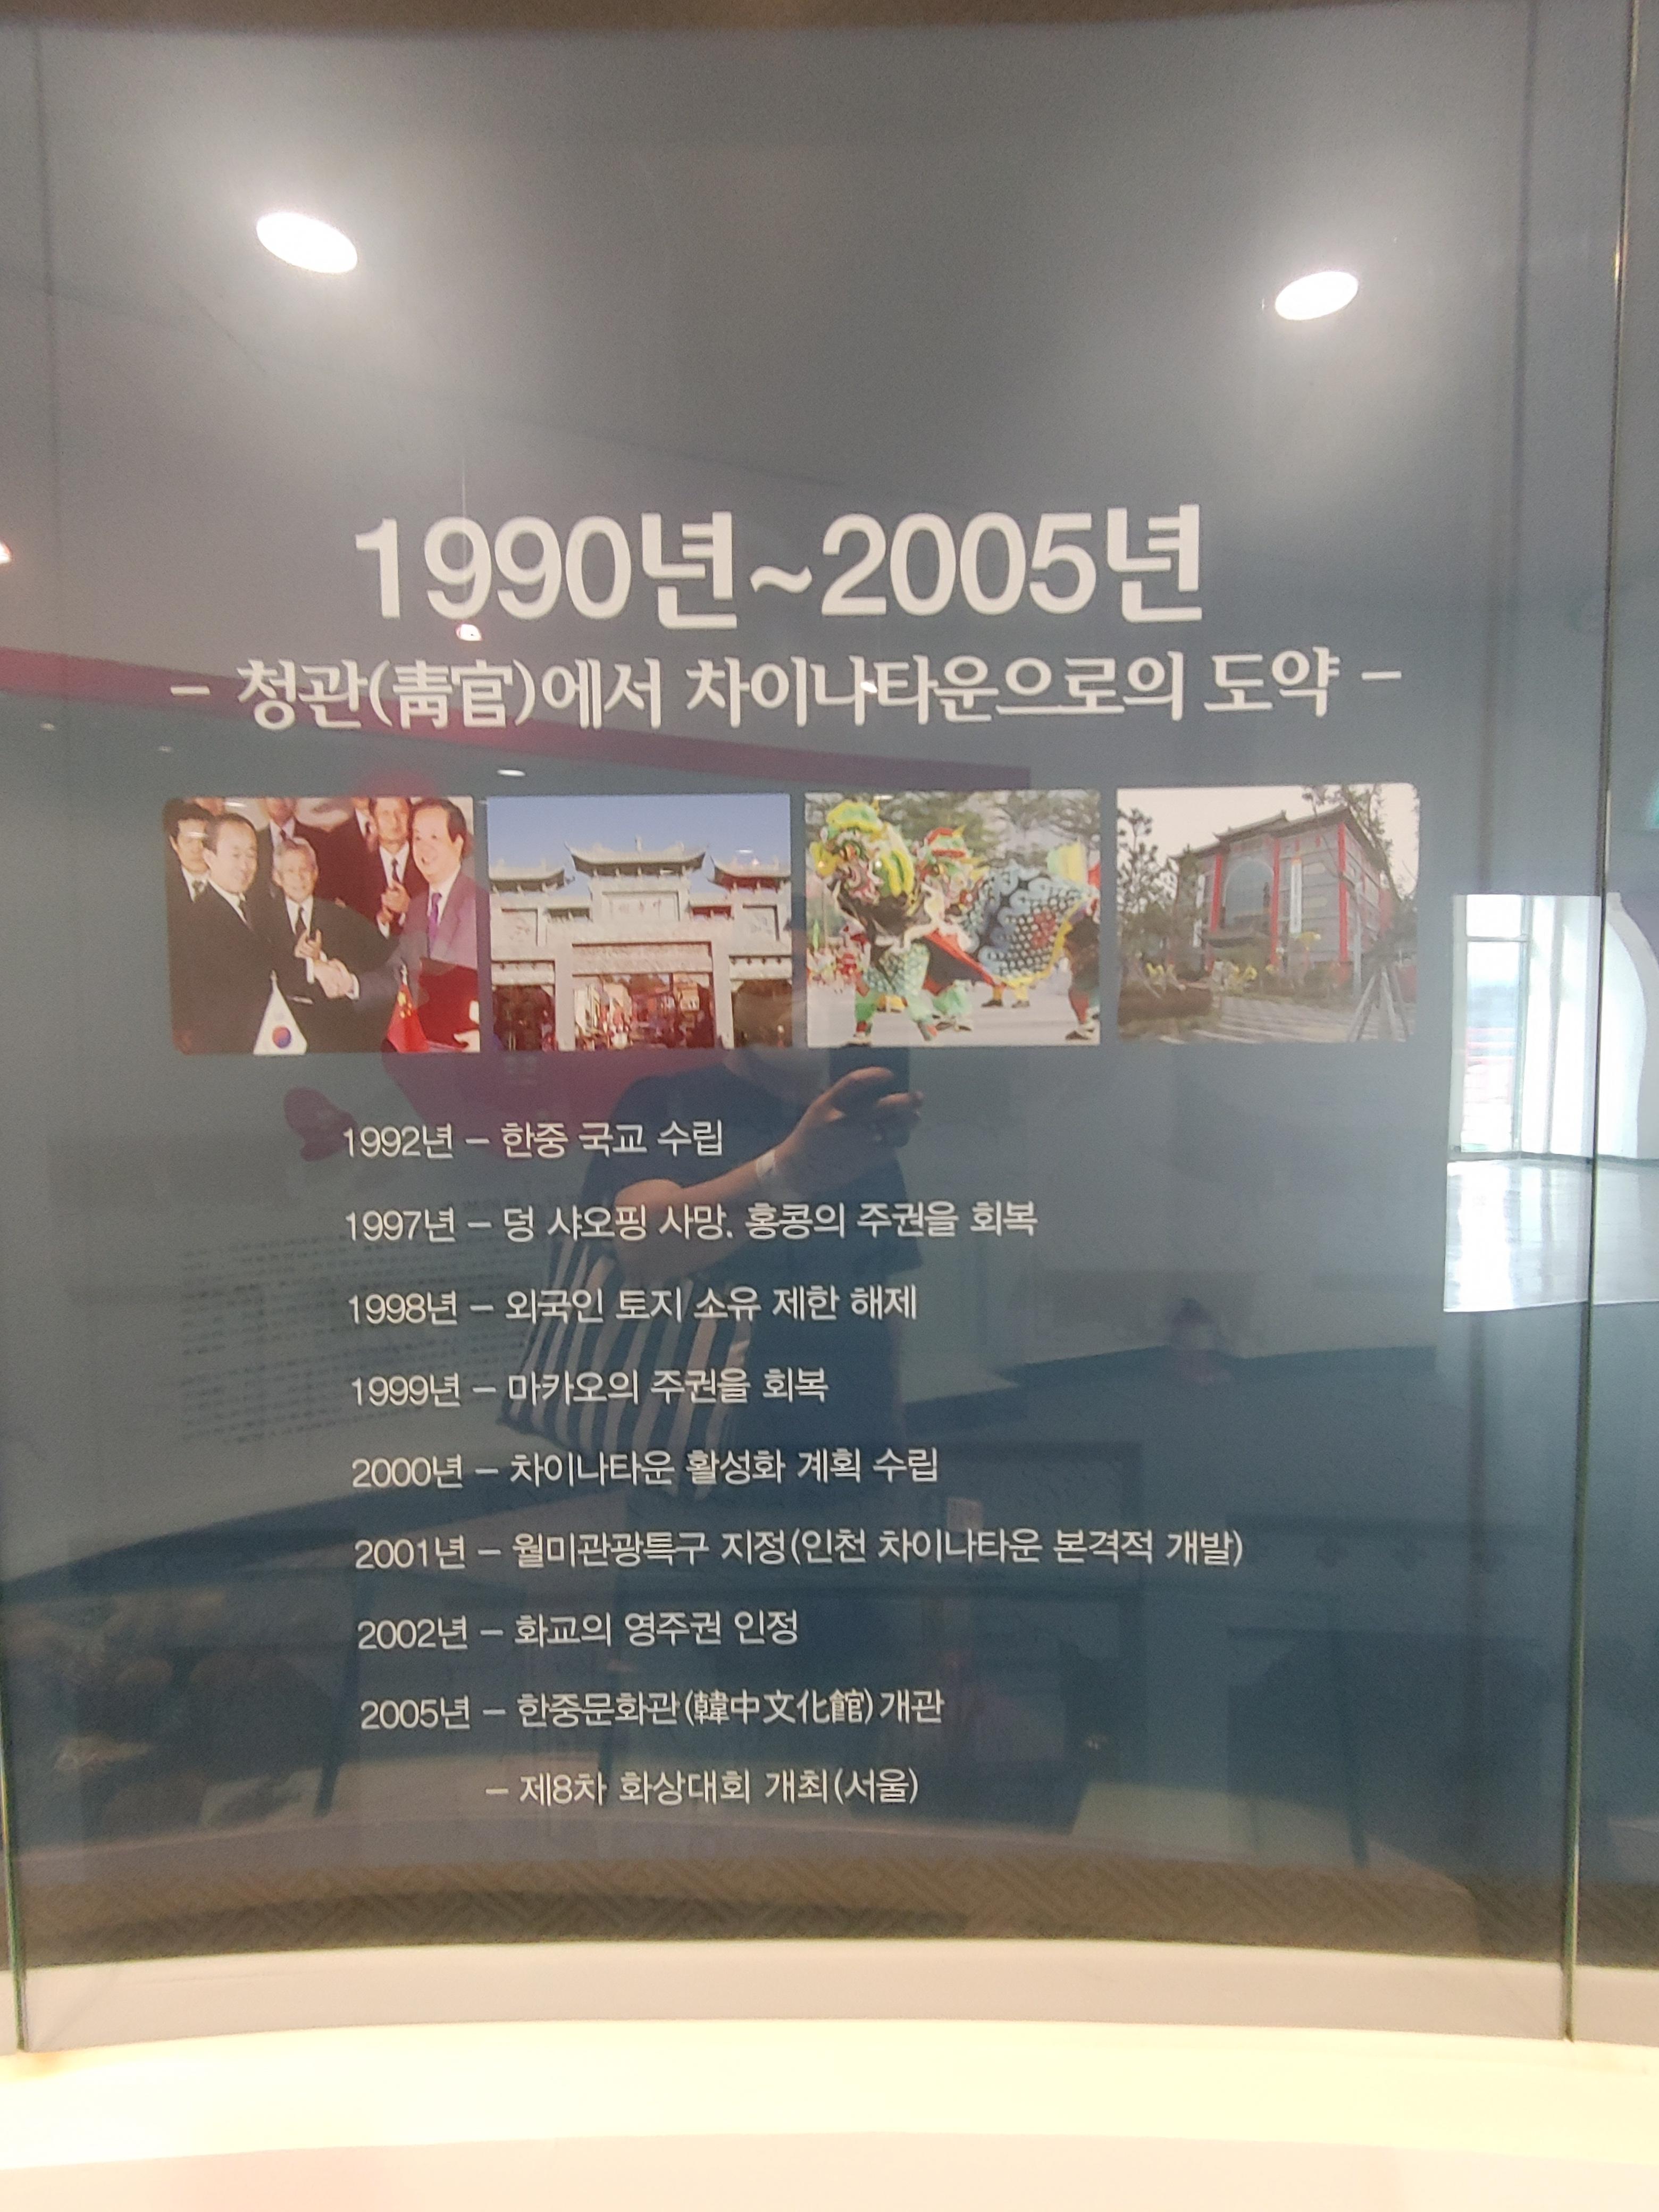 1990년~2005년
- 청관(靑官)에서 차이나타운으로의 도약 -
1992년 - 한중 국교 수립
1997년 - 덩 샤오핑 사망. 홍콩의 주권을 회복
1998년 - 외국인 토지 소유 제한 해제
1999년 - 마카오의 주권을 회복
2000년 - 차이나타운 활성화 계획 수립
2001년 - 월미관광특구 지정(인천 차이나타운 본격적 개발)
2002년 - 화교의 영주권 인정
2005년 - 한중문화관(韓中文化館)개관
- 제8차 화상대회 개최(서울)